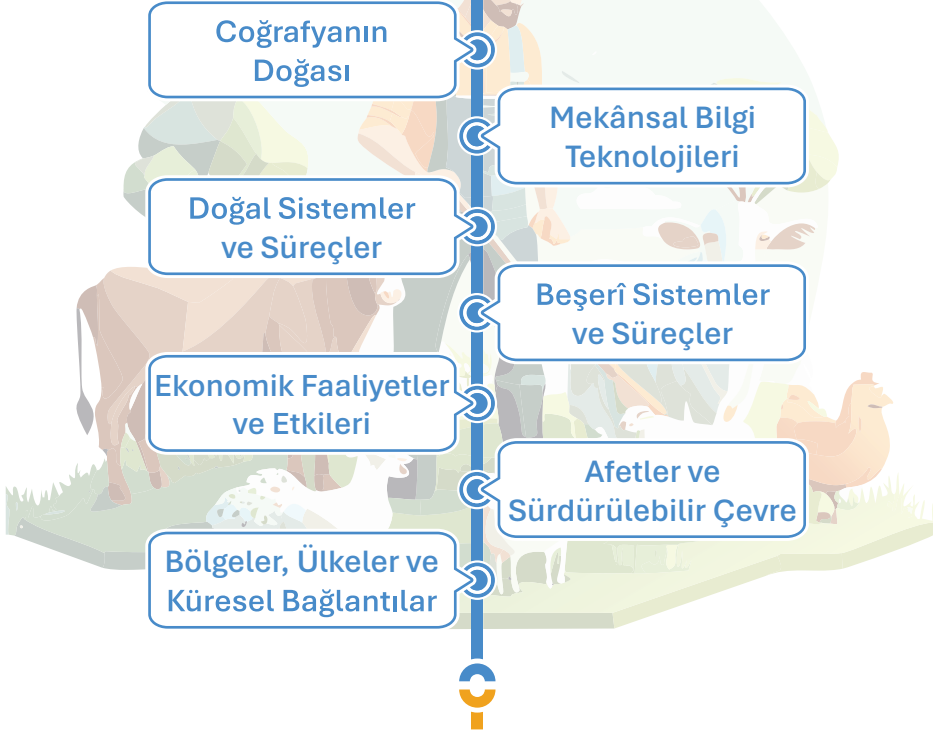 Coğrafyanın
Doğası
Mekânsal Bilgi
Teknolojileri
Doğal Sistemler
ve Süreçler
Beşerî Sistemler
ve Süreçler
Ekonomik Faaliyetler
ve Etkileri
Afetler ve
Sürdürülebilir Çevre
Bölgeler, Ülkeler ve
Küresel Bağlantılar